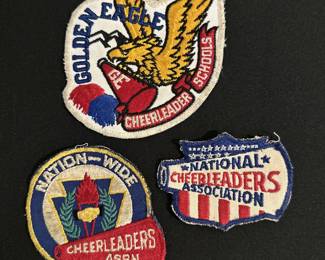 GOLDEN EAGLE
GE
CHEERLEADER SCHOOLS
NATION-WIDE
CHEERLEADERS
ASSN
NATIONAL
CHEERLEADERS
ASSOCIATION